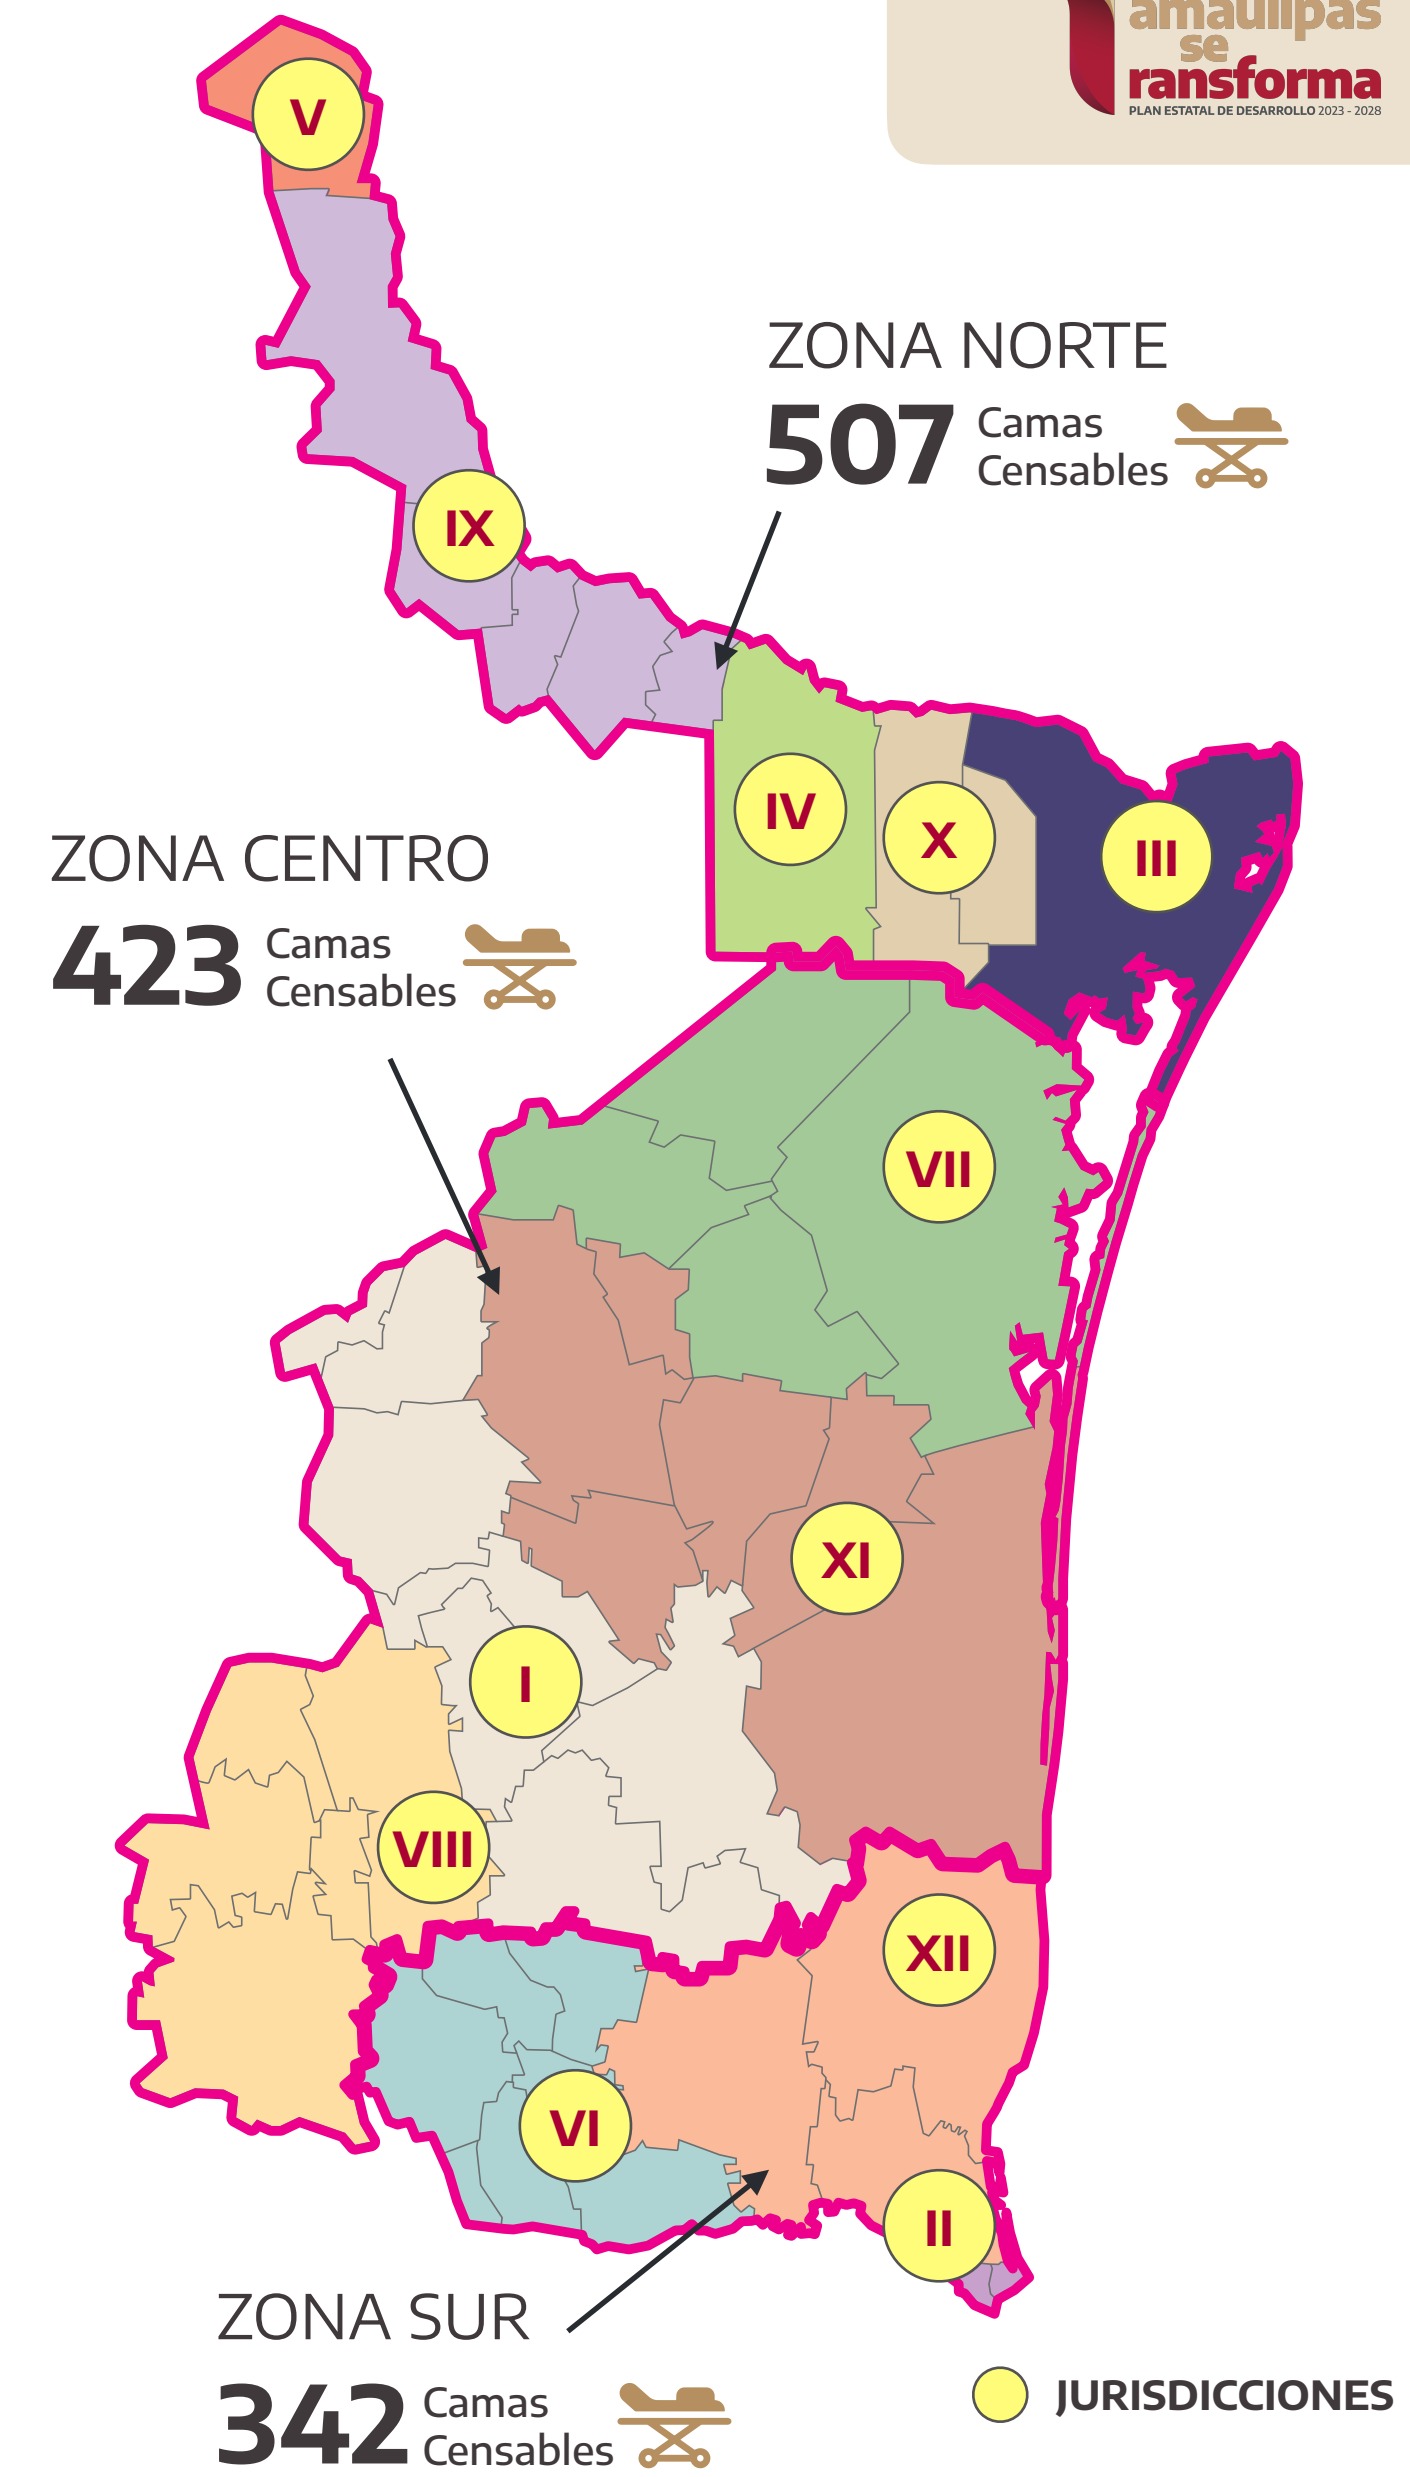 amaulipas
se
ransforma
PLAN ESTATAL DE DESARROLLO 2023 - 2028
V
ZONA NORTE
507 Camas
Censables
IX
IV
X
III
ZONA CENTRO
423 Camas
Censables
VII
XI
I
VIII
XII
VI
II
ZONA SUR
342 Camas
Censables
JURISDICCIONES